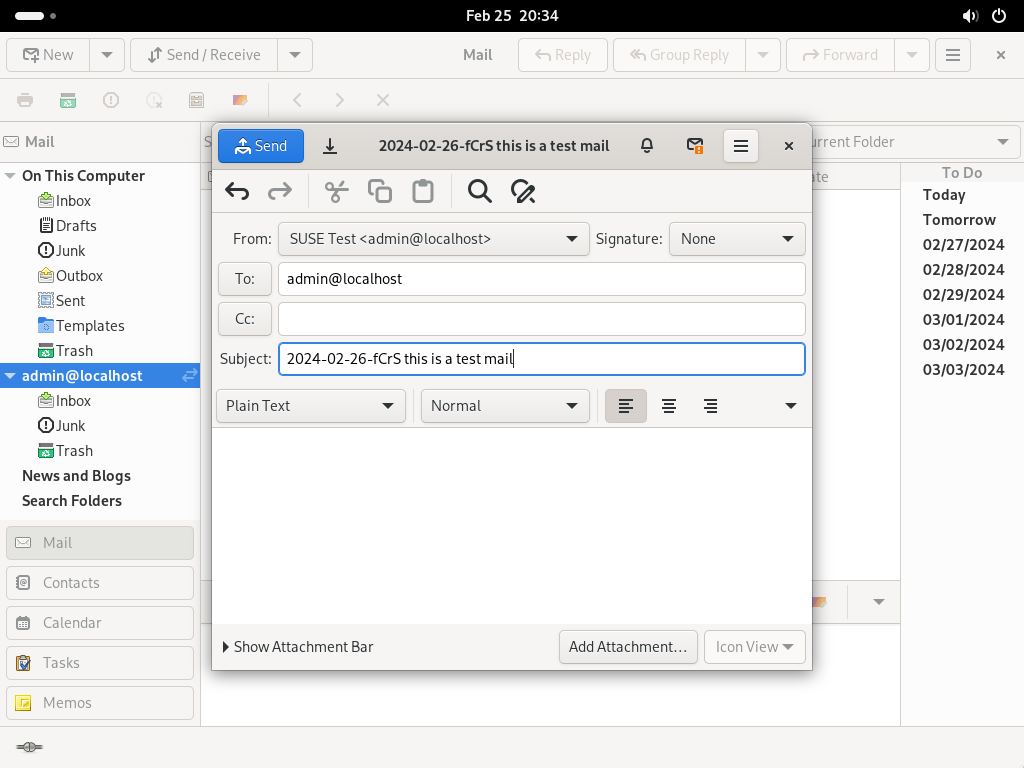 Feb 25 20:34
New
Send / Receive
Mail
Reply
Group Reply
Forward
Mail
urrent Folder
Send
2024-02-26-fCrS this is a test mail
On This Computer
Inbox
Drafts
Junk
Outbox
Sent
Templates
Trash
admin@localhost
Inbox
Junk
Trash
News and Blogs
Search Folders
Mail
Contacts
Calendar
Tasks
Memos
From:
SUSE Test <admin@localhost>
Signature:
None
To:
admin@localhost
Cc:
Subject:
2024-02-26-fCrS this is a test mail
Plain Text
Normal
Show Attachment Bar
Add Attachment...
Icon View
ate
To Do
Today
Tomorrow
02/27/2024
02/28/2024
02/29/2024
03/01/2024
03/02/2024
03/03/2024